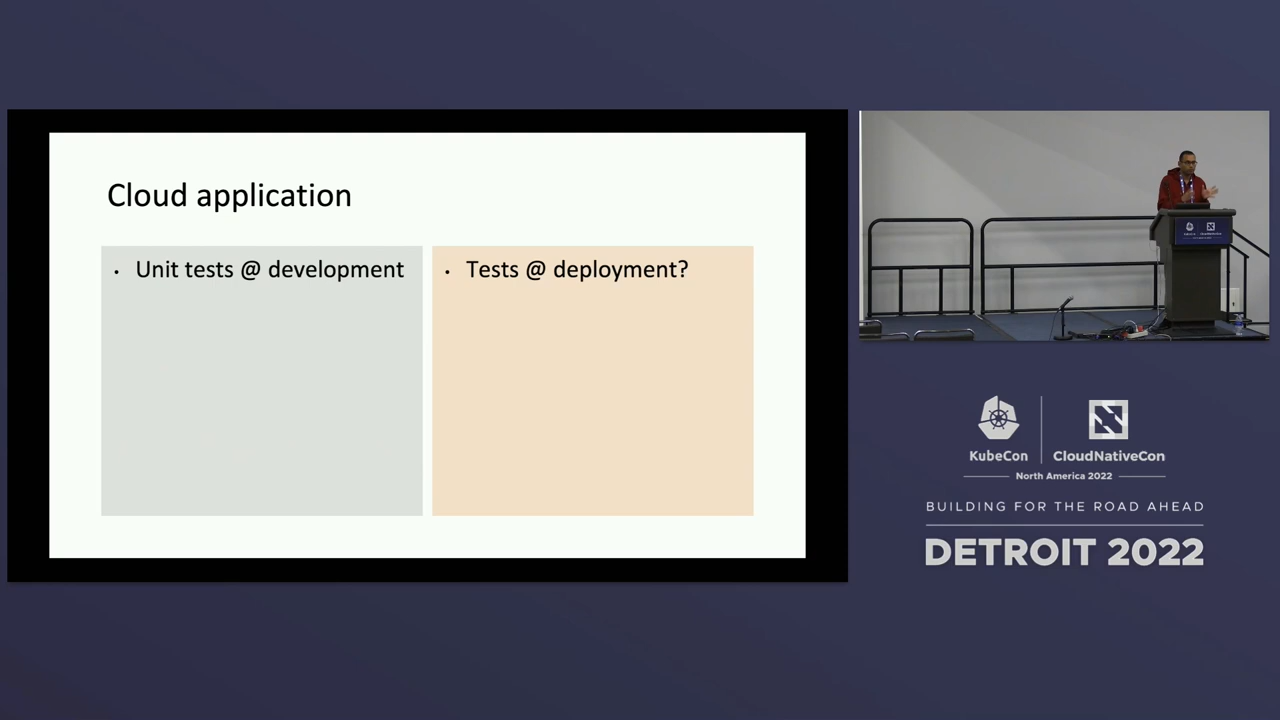 Cloud application
• Unit tests @ development
• Tests @ deployment?
KubeCon
CloudNativeCon
North America 2022
BUILDING FOR THE ROAD AHEAD
DETROIT 2022